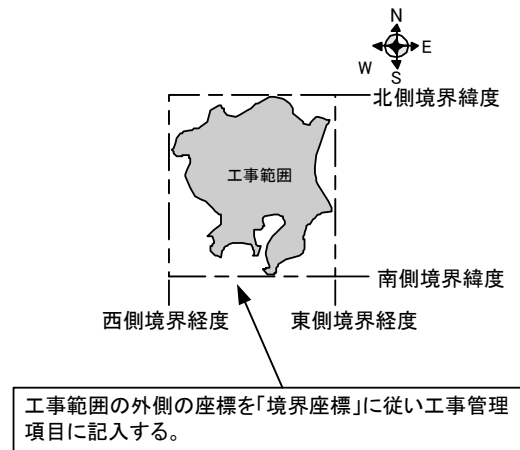 N
W
E
S
北側境界緯度
工事範囲
南側境界緯度
西側境界経度
東側境界経度
工事範囲の外側の座標を「境界座標」に従い工事管理
項目に記入する。